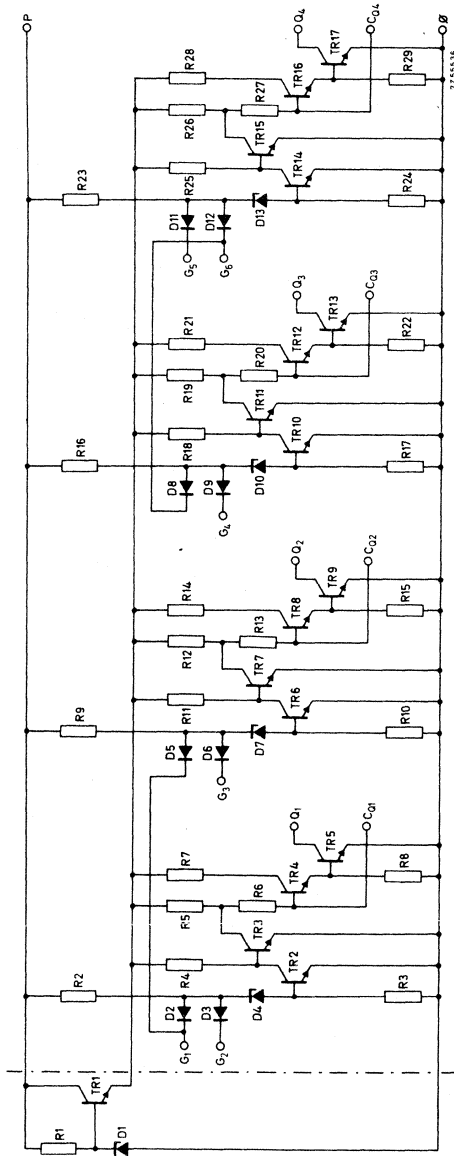 P
R1
TR1
D1
R2
R4
R5
R7
D2
D3
G1
G2
D4
TR2
TR3
R6
TR4
TR5
Q1
CQ1
R3
R8
R9
R11
R12
R14
D5
D6
G3
D7
TR6
TR7
R13
TR8
TR9
Q2
CQ2
R10
R15
R16
R18
R19
R21
D8
D9
G4
D10
TR10
TR11
R20
TR12
TR13
Q3
CQ3
R17
R22
R23
R25
R26
R28
D11
D12
G5
G6
D13
TR14
TR15
R27
TR16
TR17
Q4
CQ4
R24
R29
Ø